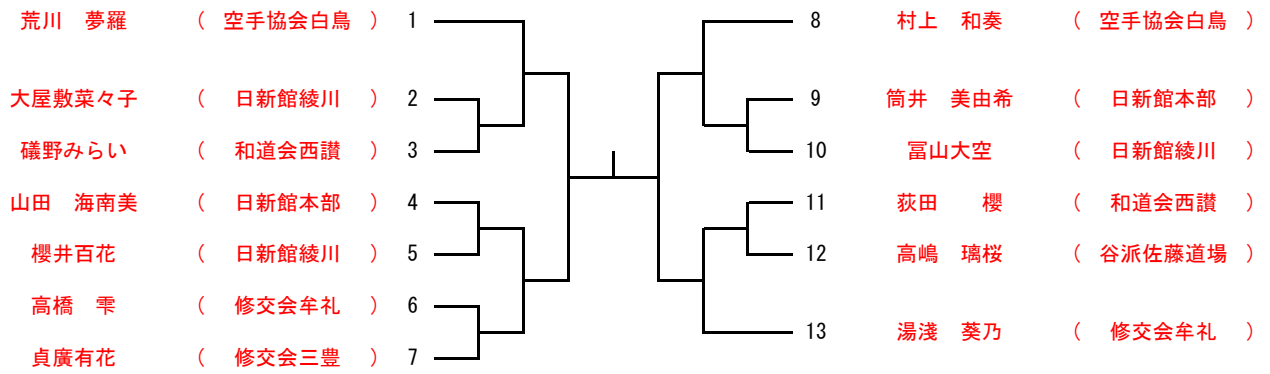 荒川　夢羅 （ 空手協会白鳥 ） 1
大屋敷菜々子 （ 日新館綾川 ） 2
礒野みらい （ 和道会西讃 ） 3
山田　海南美 （ 日新館本部 ） 4
櫻井百花 （ 日新館綾川 ） 5
高橋　雫 （ 修交会牟礼 ） 6
貞廣有花 （ 修交会三豊 ） 7
8 村上　和奏 （ 空手協会白鳥 ）
9 筒井　美由希 （ 日新館本部 ）
10 冨山大空 （ 日新館綾川 ）
11 荻田　　櫻 （ 和道会西讃 ）
12 高嶋　璃桜 （ 谷派佐藤道場 ）
13 湯淺　葵乃 （ 修交会牟礼 ）